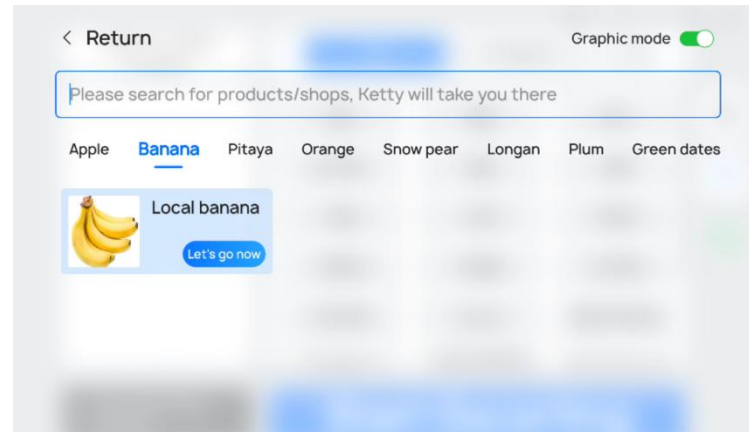 Return
Graphic mode
Please search for products/shops, Ketty will take you there
Apple Banana Pitaya Orange Snow pear Longan Plum Green dates
Local banana
Let's go now